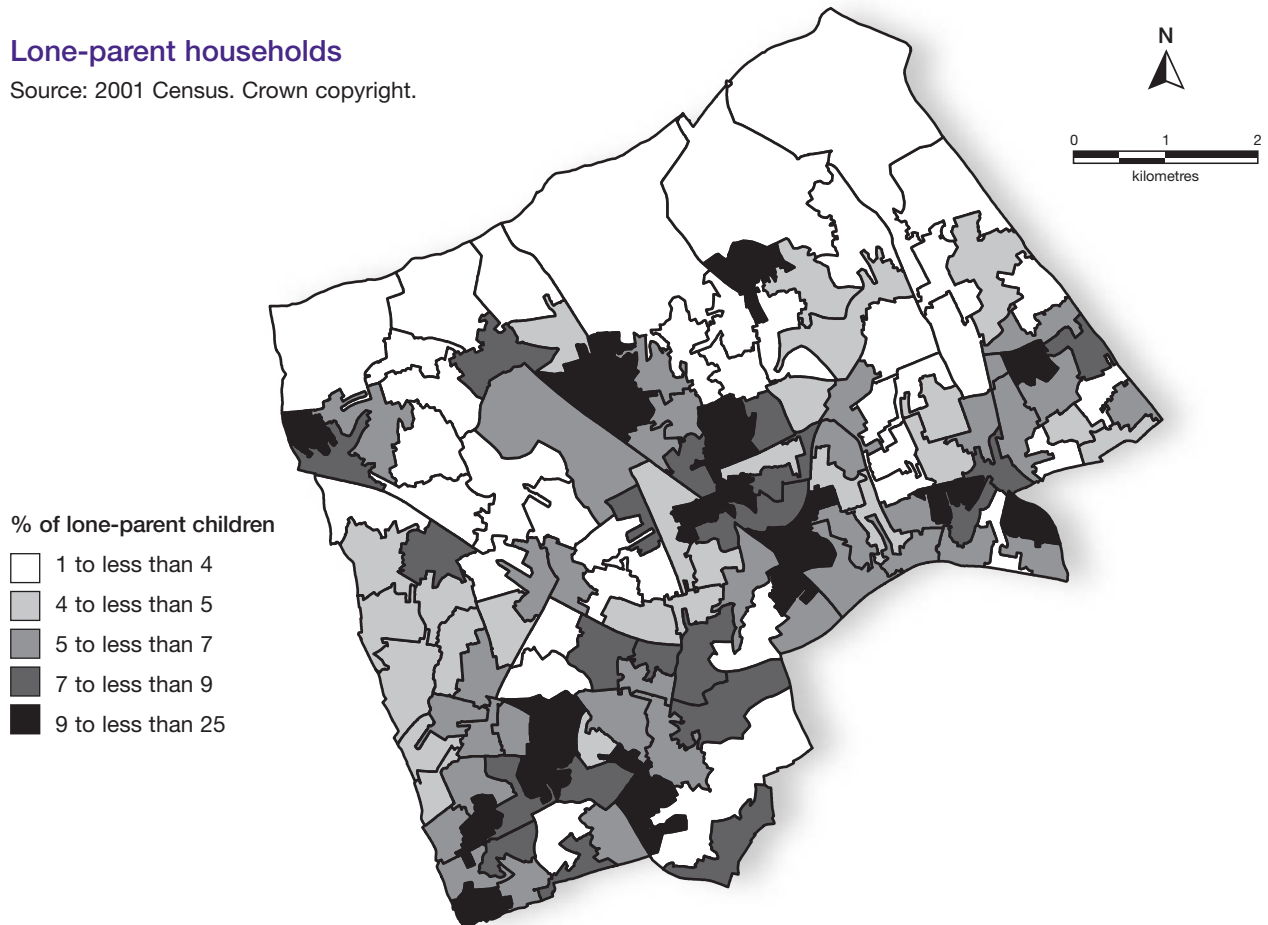 Lone-parent households
Source: 2001 Census. Crown copyright.
N
0 1 2
kilometres
% of lone-parent children
1 to less than 4
4 to less than 5
5 to less than 7
7 to less than 9
9 to less than 25